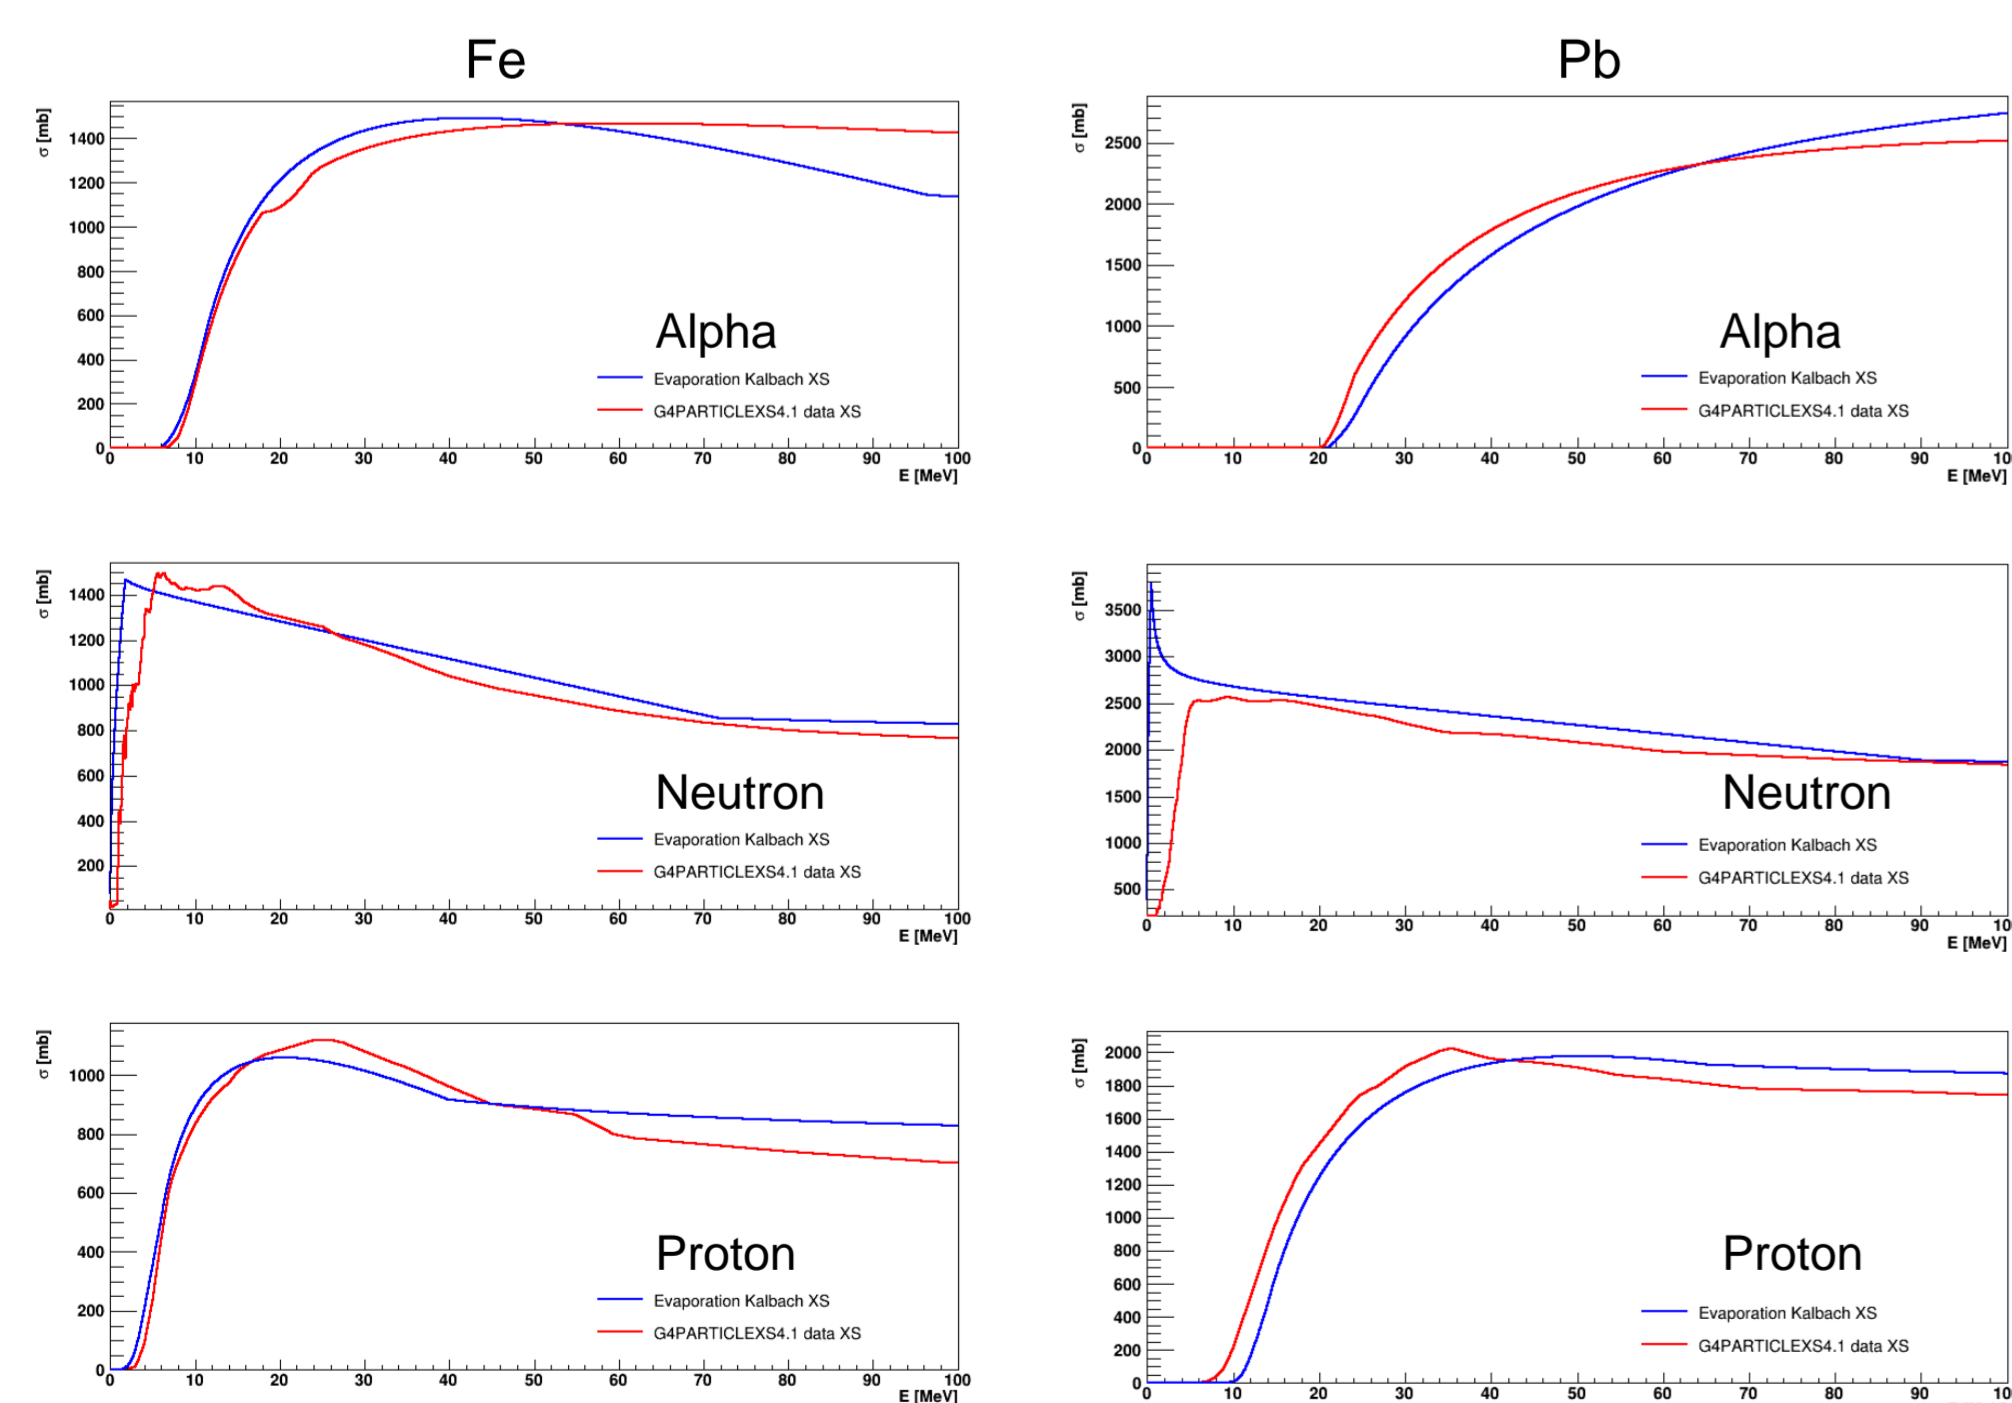 Fe
Pb
σ [mb]
1400
1200
1000
800
600
400
200
0
Alpha
Evaporation Kalbach XS
G4PARTICLEXS4.1 data XS
0 10 20 30 40 50 60 70 80 90 100
E [MeV]
σ [mb]
2500
2000
1500
1000
500
0
Alpha
Evaporation Kalbach XS
G4PARTICLEXS4.1 data XS
0 10 20 30 40 50 60 70 80 90 10
E [MeV]
σ [mb]
1400
1200
1000
800
600
400
200
Neutron
Evaporation Kalbach XS
G4PARTICLEXS4.1 data XS
0 10 20 30 40 50 60 70 80 90 100
E [MeV]
σ [mb]
3500
3000
2500
2000
1500
1000
500
Neutron
Evaporation Kalbach XS
G4PARTICLEXS4.1 data XS
0 10 20 30 40 50 60 70 80 90 10
E [MeV]
σ [mb]
1000
800
600
400
200
0
Proton
Evaporation Kalbach XS
G4PARTICLEXS4.1 data XS
0 10 20 30 40 50 60 70 80 90 100
E [MeV]
σ [mb]
2000
1800
1600
1400
1200
1000
800
600
400
200
0
Proton
Evaporation Kalbach XS
G4PARTICLEXS4.1 data XS
0 10 20 30 40 50 60 70 80 90 10